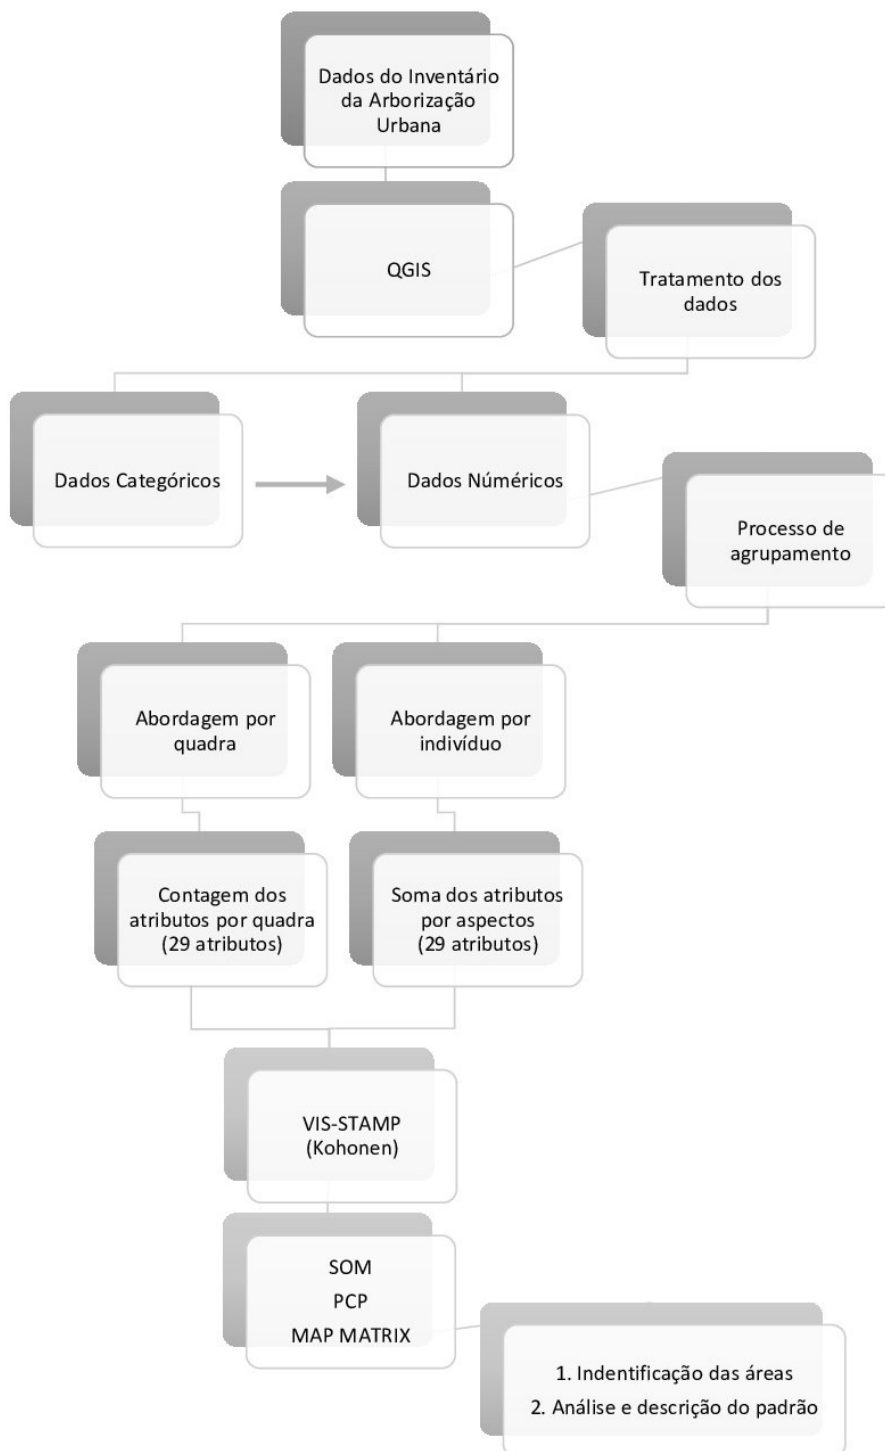 Dados do Inventário
da Arborização
Urbana
QGIS
Tratamento dos
dados
Dados Categóricos
Dados Núméricos
Processo de
agrupamento
Abordagem por
quadra
Abordagem por
indivíduo
Contagem dos
atributos por quadra
(29 atributos)
Soma dos atributos
por aspectos
(29 atributos)
VIS-STAMP
(Kohonen)
SOM
PCP
MAP MATRIX
1. Indentificação das áreas
2. Análise e descrição do padrão